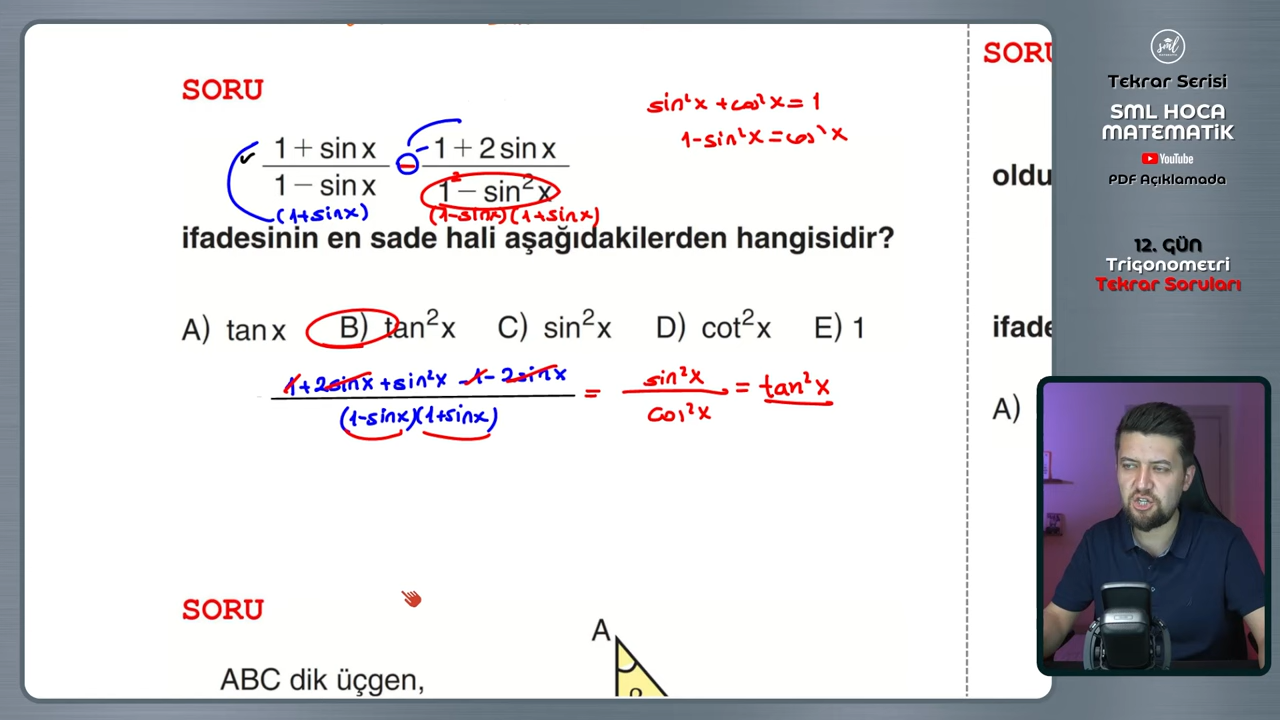 SORU
1 + sin x / 1 − sin x − 1 + 2 sin x / 1² − sin²x
(1+sinx) (1-sinx)(1+sinx)
sin²x + cos²x = 1
1-sin²x = cos²x
ifadesinin en sade hali aşağıdakilerden hangisidir?
A) tan x B) tan²x C) sin²x D) cot²x E) 1
1+2sinx+sin²x -1- 2sinx / (1-sinx)(1+sinx) = sin²x / cos²x = tan²x
SORU
ABC dik üçgen,
A
SORU
oldu
ifade
A)
sml
Tekrar Serisi
SML HOCA
MATEMATİK
YouTube
PDF Açıklamada
12. GÜN
Trigonometri
Tekrar Soruları